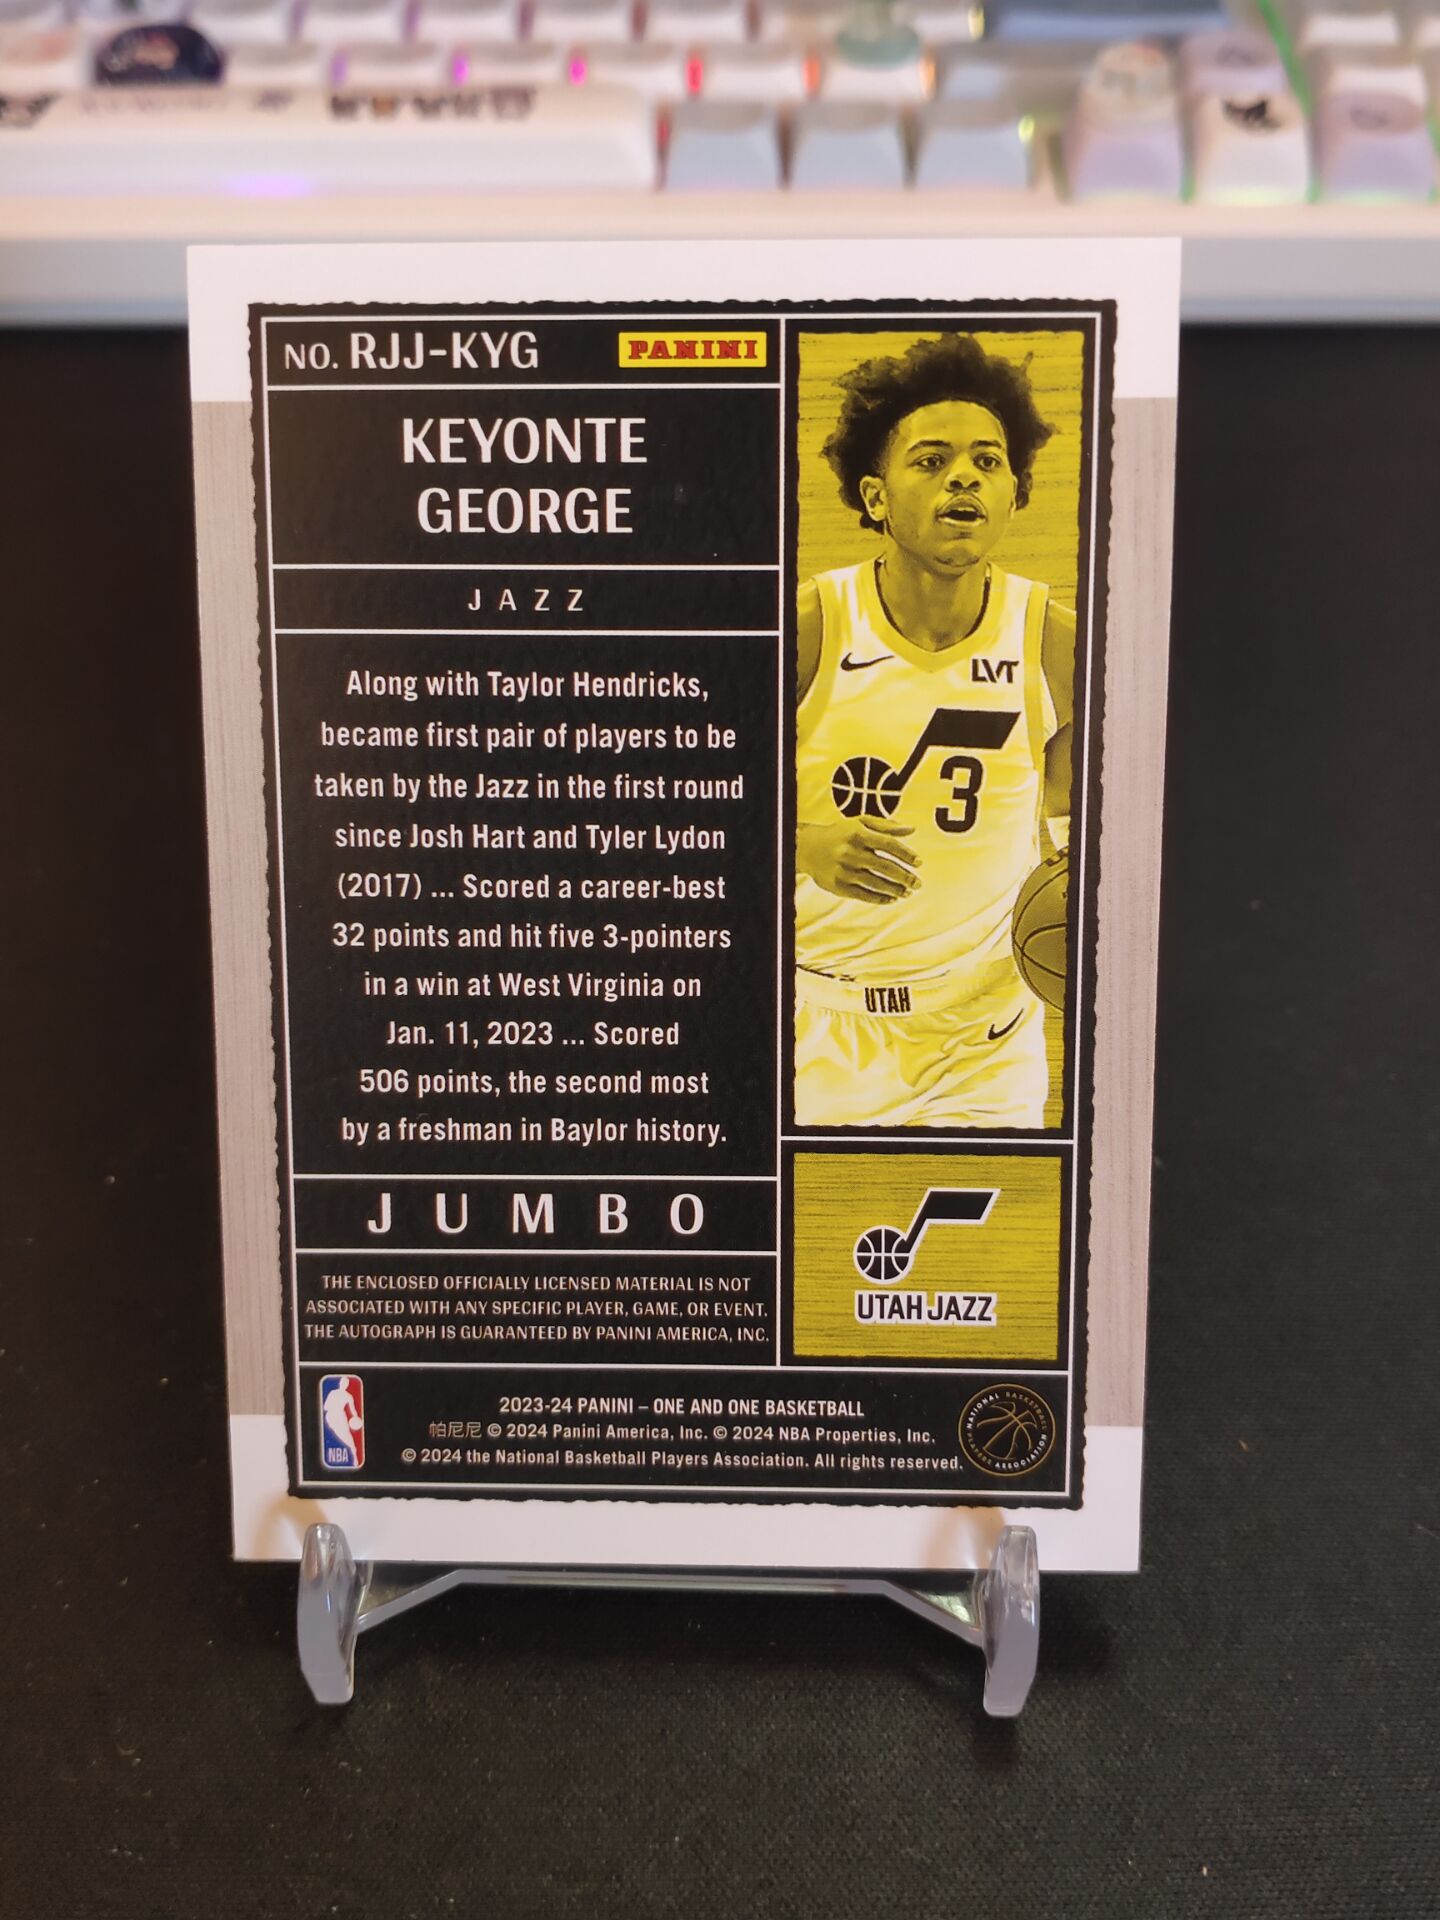 NO. RJJ-KYG
PANINI
KEYONTE
GEORGE
JAZZ
Along with Taylor Hendricks,
became first pair of players to be
taken by the Jazz in the first round
since Josh Hart and Tyler Lydon
(2017) ... Scored a career-best
32 points and hit five 3-pointers
in a win at West Virginia on
Jan. 11, 2023 ... Scored
506 points, the second most
by a freshman in Baylor history.
JUMBO
THE ENCLOSED OFFICIALLY LICENSED MATERIAL IS NOT
ASSOCIATED WITH ANY SPECIFIC PLAYER, GAME, OR EVENT.
THE AUTOGRAPH IS GUARANTEED BY PANINI AMERICA, INC.
LVT
3
UTAH
UTAH JAZZ
NBA
2023-24 PANINI – ONE AND ONE BASKETBALL
帕尼尼 © 2024 Panini America, Inc. © 2024 NBA Properties, Inc.
© 2024 the National Basketball Players Association. All rights reserved.
NATIONAL BASKETBALL
PLAYERS ASSOCIATION